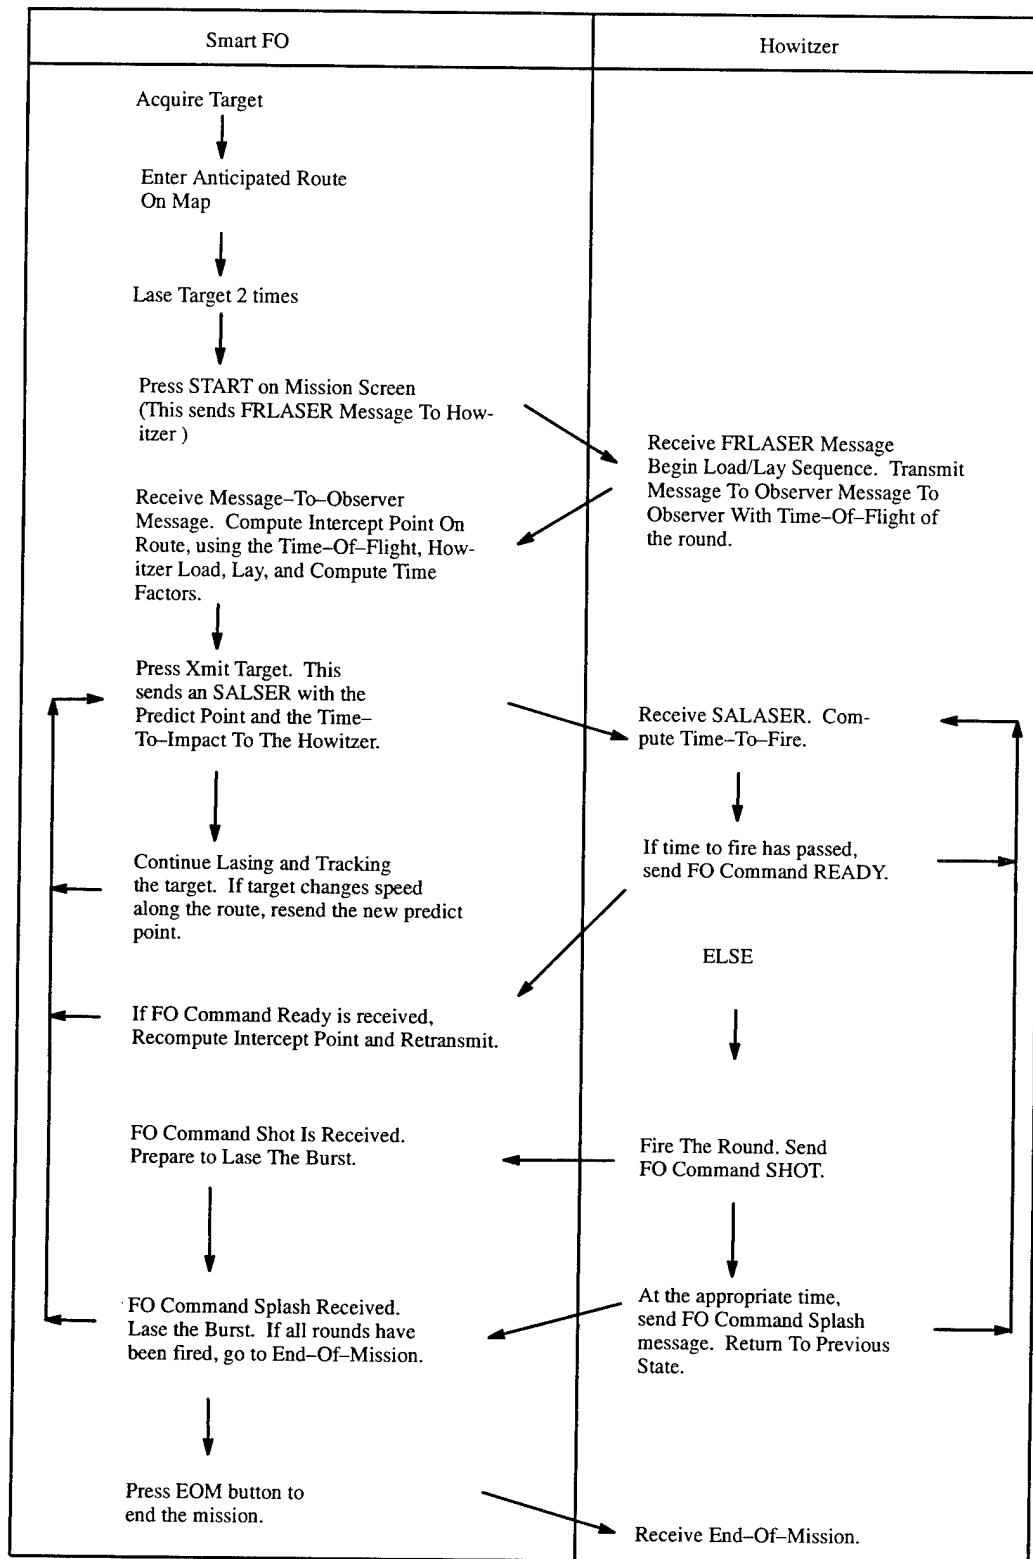 Smart FO
Howitzer
Acquire Target
Enter Anticipated Route
On Map
Lase Target 2 times
Press START on Mission Screen
(This sends FRLASER Message To How-
itzer )
Receive FRLASER Message
Begin Load/Lay Sequence. Transmit
Message To Observer Message To
Observer With Time–Of–Flight of
the round.
Receive Message–To–Observer
Message. Compute Intercept Point On
Route, using the Time–Of–Flight, How-
itzer Load, Lay, and Compute Time
Factors.
Press Xmit Target. This
sends an SALSER with the
Predict Point and the Time–
To–Impact To The Howitzer.
Receive SALASER. Com-
pute Time–To–Fire.
If time to fire has passed,
send FO Command READY.
Continue Lasing and Tracking
the target. If target changes speed
along the route, resend the new predict
point.
ELSE
If FO Command Ready is received,
Recompute Intercept Point and Retransmit.
FO Command Shot Is Received.
Prepare to Lase The Burst.
Fire The Round. Send
FO Command SHOT.
FO Command Splash Received.
Lase the Burst. If all rounds have
been fired, go to End–Of–Mission.
At the appropriate time,
send FO Command Splash
message. Return To Previous
State.
Press EOM button to
end the mission.
Receive End–Of–Mission.